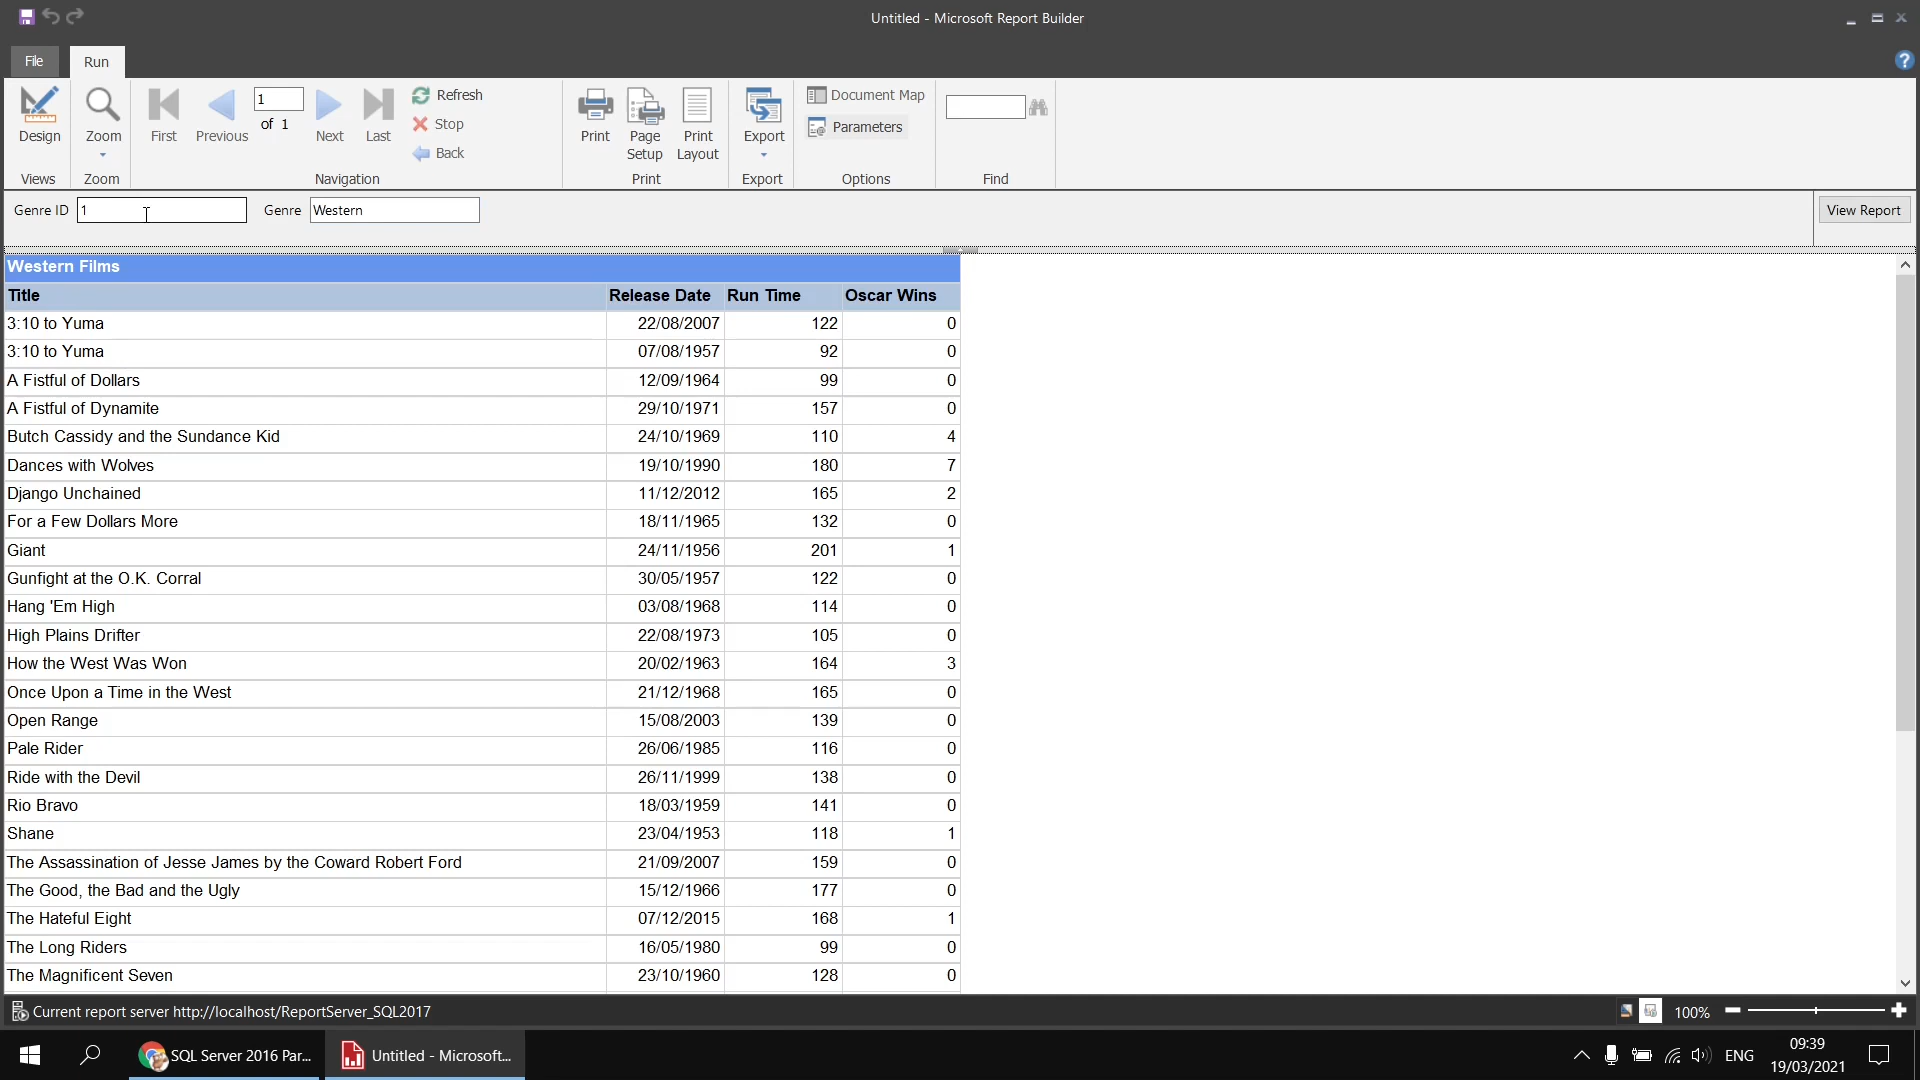 Untitled - Microsoft Report Builder
File Run
?
Design
Views
Zoom
Zoom
First Previous 1 of 1 Next Last
Refresh
Stop
Back
Navigation
Print Page Setup Print Layout
Print
Export
Export
Document Map
Parameters
Options
Find
Genre ID 1 Genre Western View Report
Western Films
Title Release Date Run Time Oscar Wins
3:10 to Yuma 22/08/2007 122 0
3:10 to Yuma 07/08/1957 92 0
A Fistful of Dollars 12/09/1964 99 0
A Fistful of Dynamite 29/10/1971 157 0
Butch Cassidy and the Sundance Kid 24/10/1969 110 4
Dances with Wolves 19/10/1990 180 7
Django Unchained 11/12/2012 165 2
For a Few Dollars More 18/11/1965 132 0
Giant 24/11/1956 201 1
Gunfight at the O.K. Corral 30/05/1957 122 0
Hang 'Em High 03/08/1968 114 0
High Plains Drifter 22/08/1973 105 0
How the West Was Won 20/02/1963 164 3
Once Upon a Time in the West 21/12/1968 165 0
Open Range 15/08/2003 139 0
Pale Rider 26/06/1985 116 0
Ride with the Devil 26/11/1999 138 0
Rio Bravo 18/03/1959 141 0
Shane 23/04/1953 118 1
The Assassination of Jesse James by the Coward Robert Ford 21/09/2007 159 0
The Good, the Bad and the Ugly 15/12/1966 177 0
The Hateful Eight 07/12/2015 168 1
The Long Riders 16/05/1980 99 0
The Magnificent Seven 23/10/1960 128 0
Current report server http://localhost/ReportServer_SQL2017 100%
SQL Server 2016 Par... Untitled - Microsoft... ENG 09:39
19/03/2021